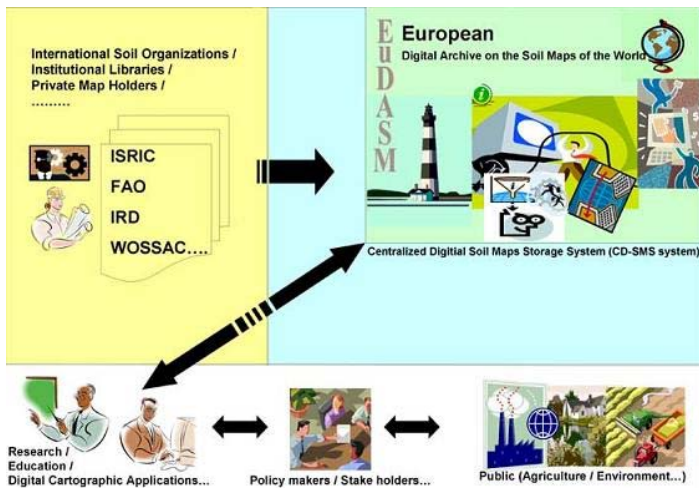 International Soil Organizations /
Institutional Libraries /
Private Map Holders /
.........
ISRIC
FAO
IRD
WOSSAC....
EuDASM
European
Digital Archive on the Soil Maps of the World
i
$
Centralized Digitial Soil Maps Storage System (CD-SMS system)
Research /
Education /
Digital Cartographic Applications...
Policy makers / Stake holders...
Public (Agriculture / Environment...)